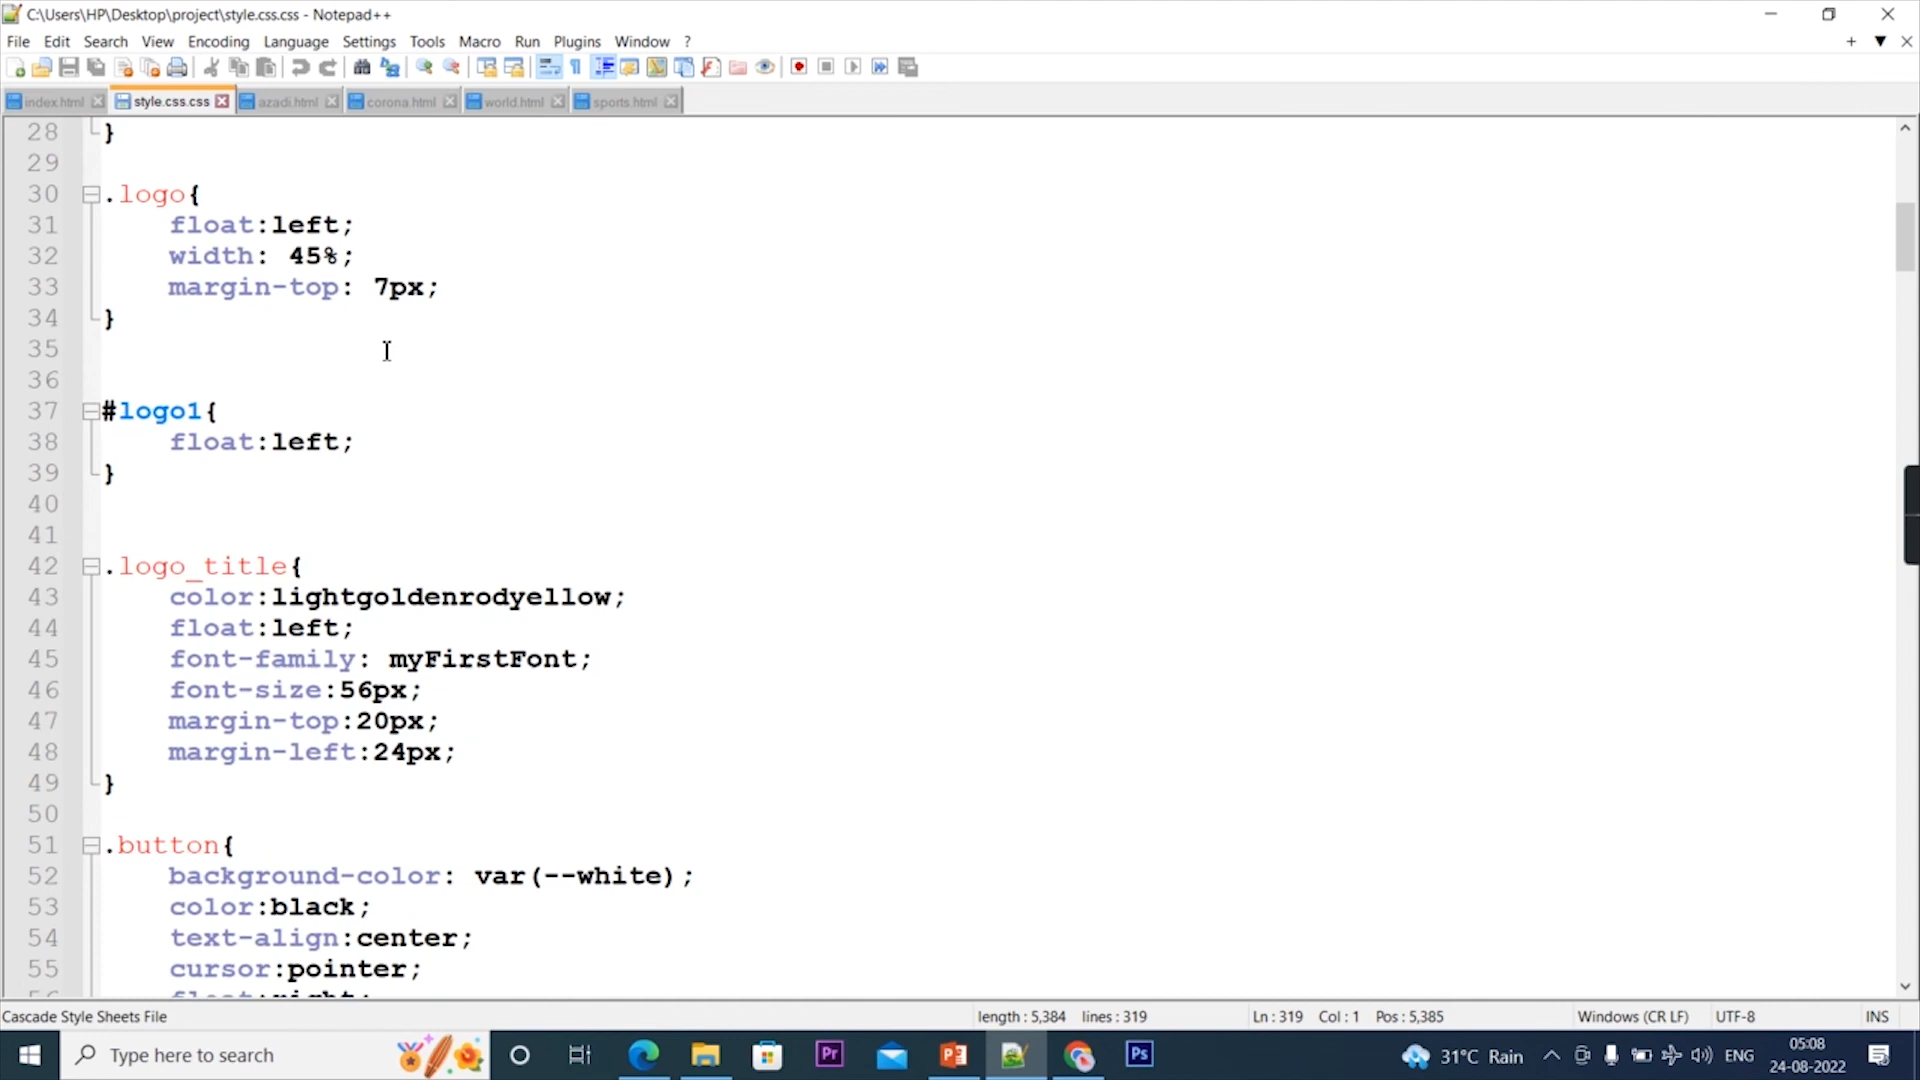 C:\Users\HP\Desktop\project\style.css.css - Notepad++
File Edit Search View Encoding Language Settings Tools Macro Run Plugins Window ?
index.html style.css.css azadi.html corona.html world.html sports.html
28 }
29
30 .logo{
31 float:left;
32 width: 45%;
33 margin-top: 7px;
34 }
35
36
37 #logo1{
38 float:left;
39 }
40
41
42 .logo_title{
43 color:lightgoldenrodyellow;
44 float:left;
45 font-family: myFirstFont;
46 font-size:56px;
47 margin-top:20px;
48 margin-left:24px;
49 }
50
51 .button{
52 background-color: var(--white);
53 color:black;
54 text-align:center;
55 cursor:pointer;
56 float:right;
Cascade Style Sheets File length : 5,384 lines : 319 Ln : 319 Col : 1 Pos : 5,385 Windows (CR LF) UTF-8 INS
Type here to search Pr Ps 31°C Rain ENG 05:08
24-08-2022